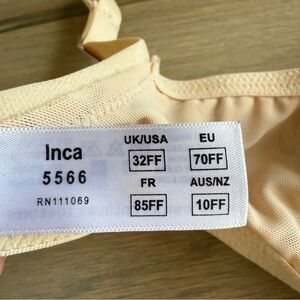 Inca
5566
RN111069
UK/USA EU
32FF 70FF
FR AUS/NZ
85FF 10FF